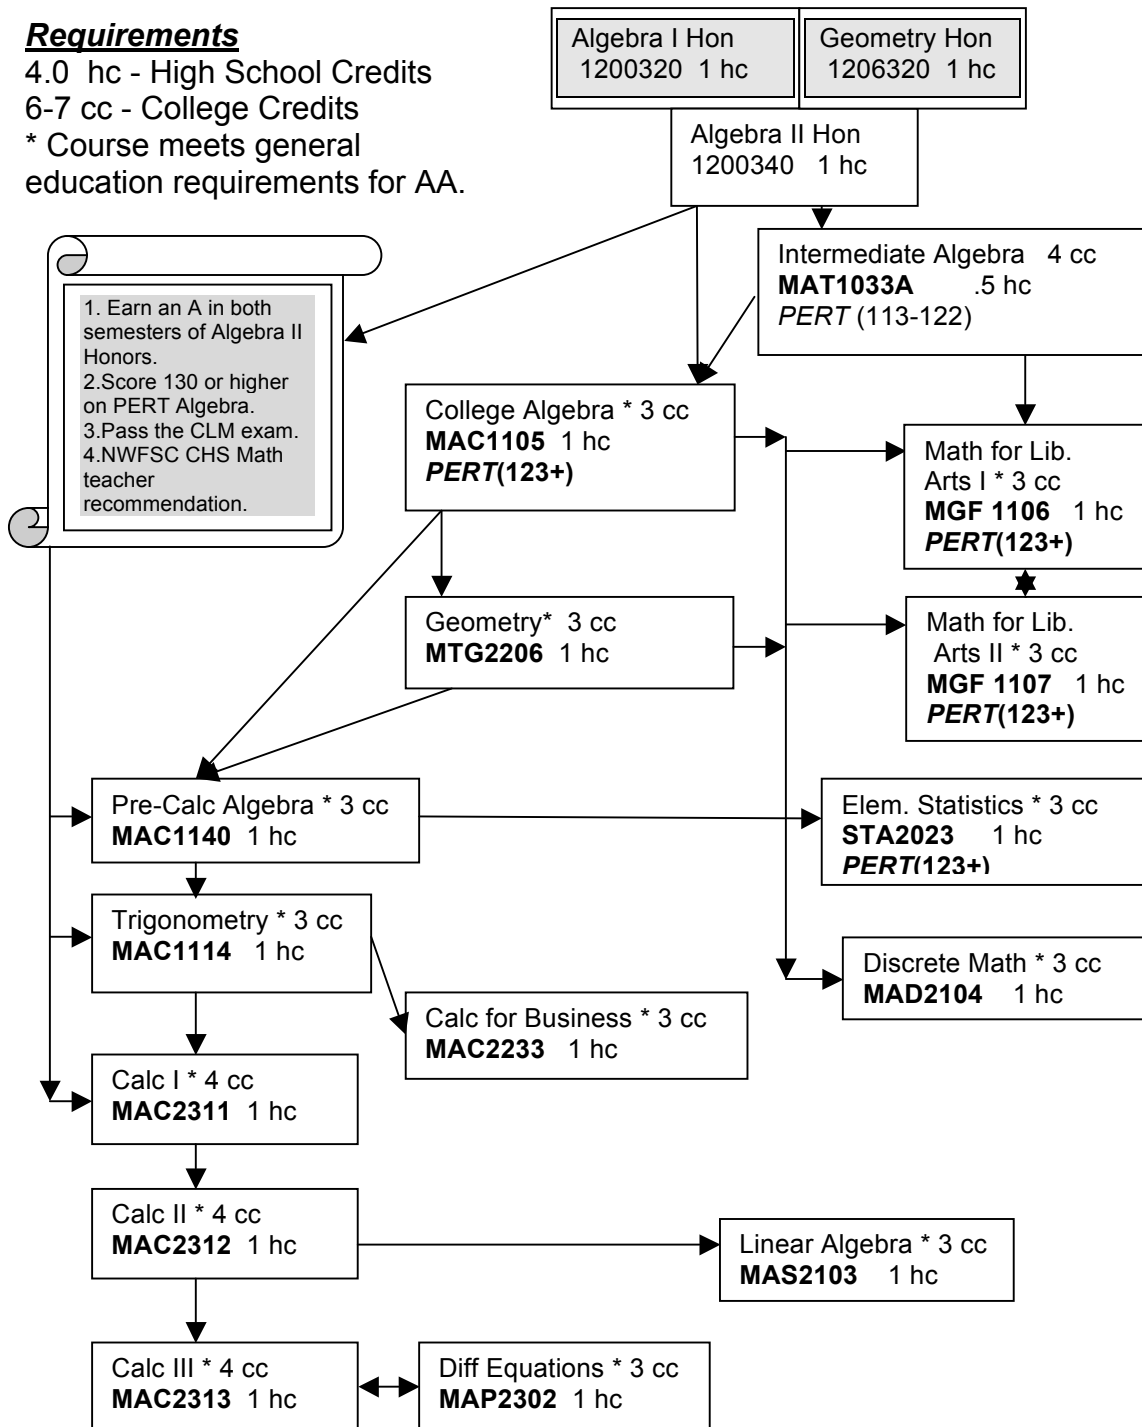 Requirements
4.0 hc - High School Credits
6-7 cc - College Credits
* Course meets general
education requirements for AA.
Algebra I Hon
1200320 1 hc
Geometry Hon
1206320 1 hc
Algebra II Hon
1200340 1 hc
Intermediate Algebra 4 cc
MAT1033A .5 hc
PERT (113-122)
1. Earn an A in both
semesters of Algebra II
Honors.
2.Score 130 or higher
on PERT Algebra.
3.Pass the CLM exam.
4.NWFSC CHS Math
teacher
recommendation.
College Algebra * 3 cc
MAC1105 1 hc
PERT(123+)
Math for Lib.
Arts I * 3 cc
MGF 1106 1 hc
PERT(123+)
Geometry* 3 cc
MTG2206 1 hc
Math for Lib.
Arts II * 3 cc
MGF 1107 1 hc
PERT(123+)
Pre-Calc Algebra * 3 cc
MAC1140 1 hc
Elem. Statistics * 3 cc
STA2023 1 hc
PERT(123+)
Trigonometry * 3 cc
MAC1114 1 hc
Discrete Math * 3 cc
MAD2104 1 hc
Calc for Business * 3 cc
MAC2233 1 hc
Calc I * 4 cc
MAC2311 1 hc
Calc II * 4 cc
MAC2312 1 hc
Linear Algebra * 3 cc
MAS2103 1 hc
Calc III * 4 cc
MAC2313 1 hc
Diff Equations * 3 cc
MAP2302 1 hc